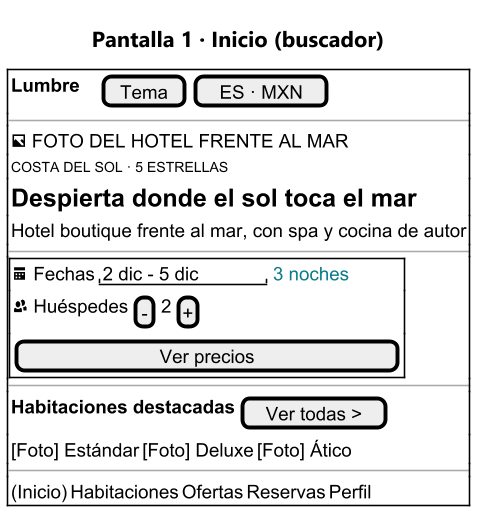 Pantalla 1 · Inicio (buscador)
Lumbre Tema ES · MXN
FOTO DEL HOTEL FRENTE AL MAR
COSTA DEL SOL · 5 ESTRELLAS
Despierta donde el sol toca el mar
Hotel boutique frente al mar, con spa y cocina de autor
Fechas 2 dic - 5 dic 3 noches
Huéspedes - 2 +
Ver precios
Habitaciones destacadas Ver todas >
[Foto] Estándar [Foto] Deluxe [Foto] Ático
(Inicio) Habitaciones Ofertas Reservas Perfil